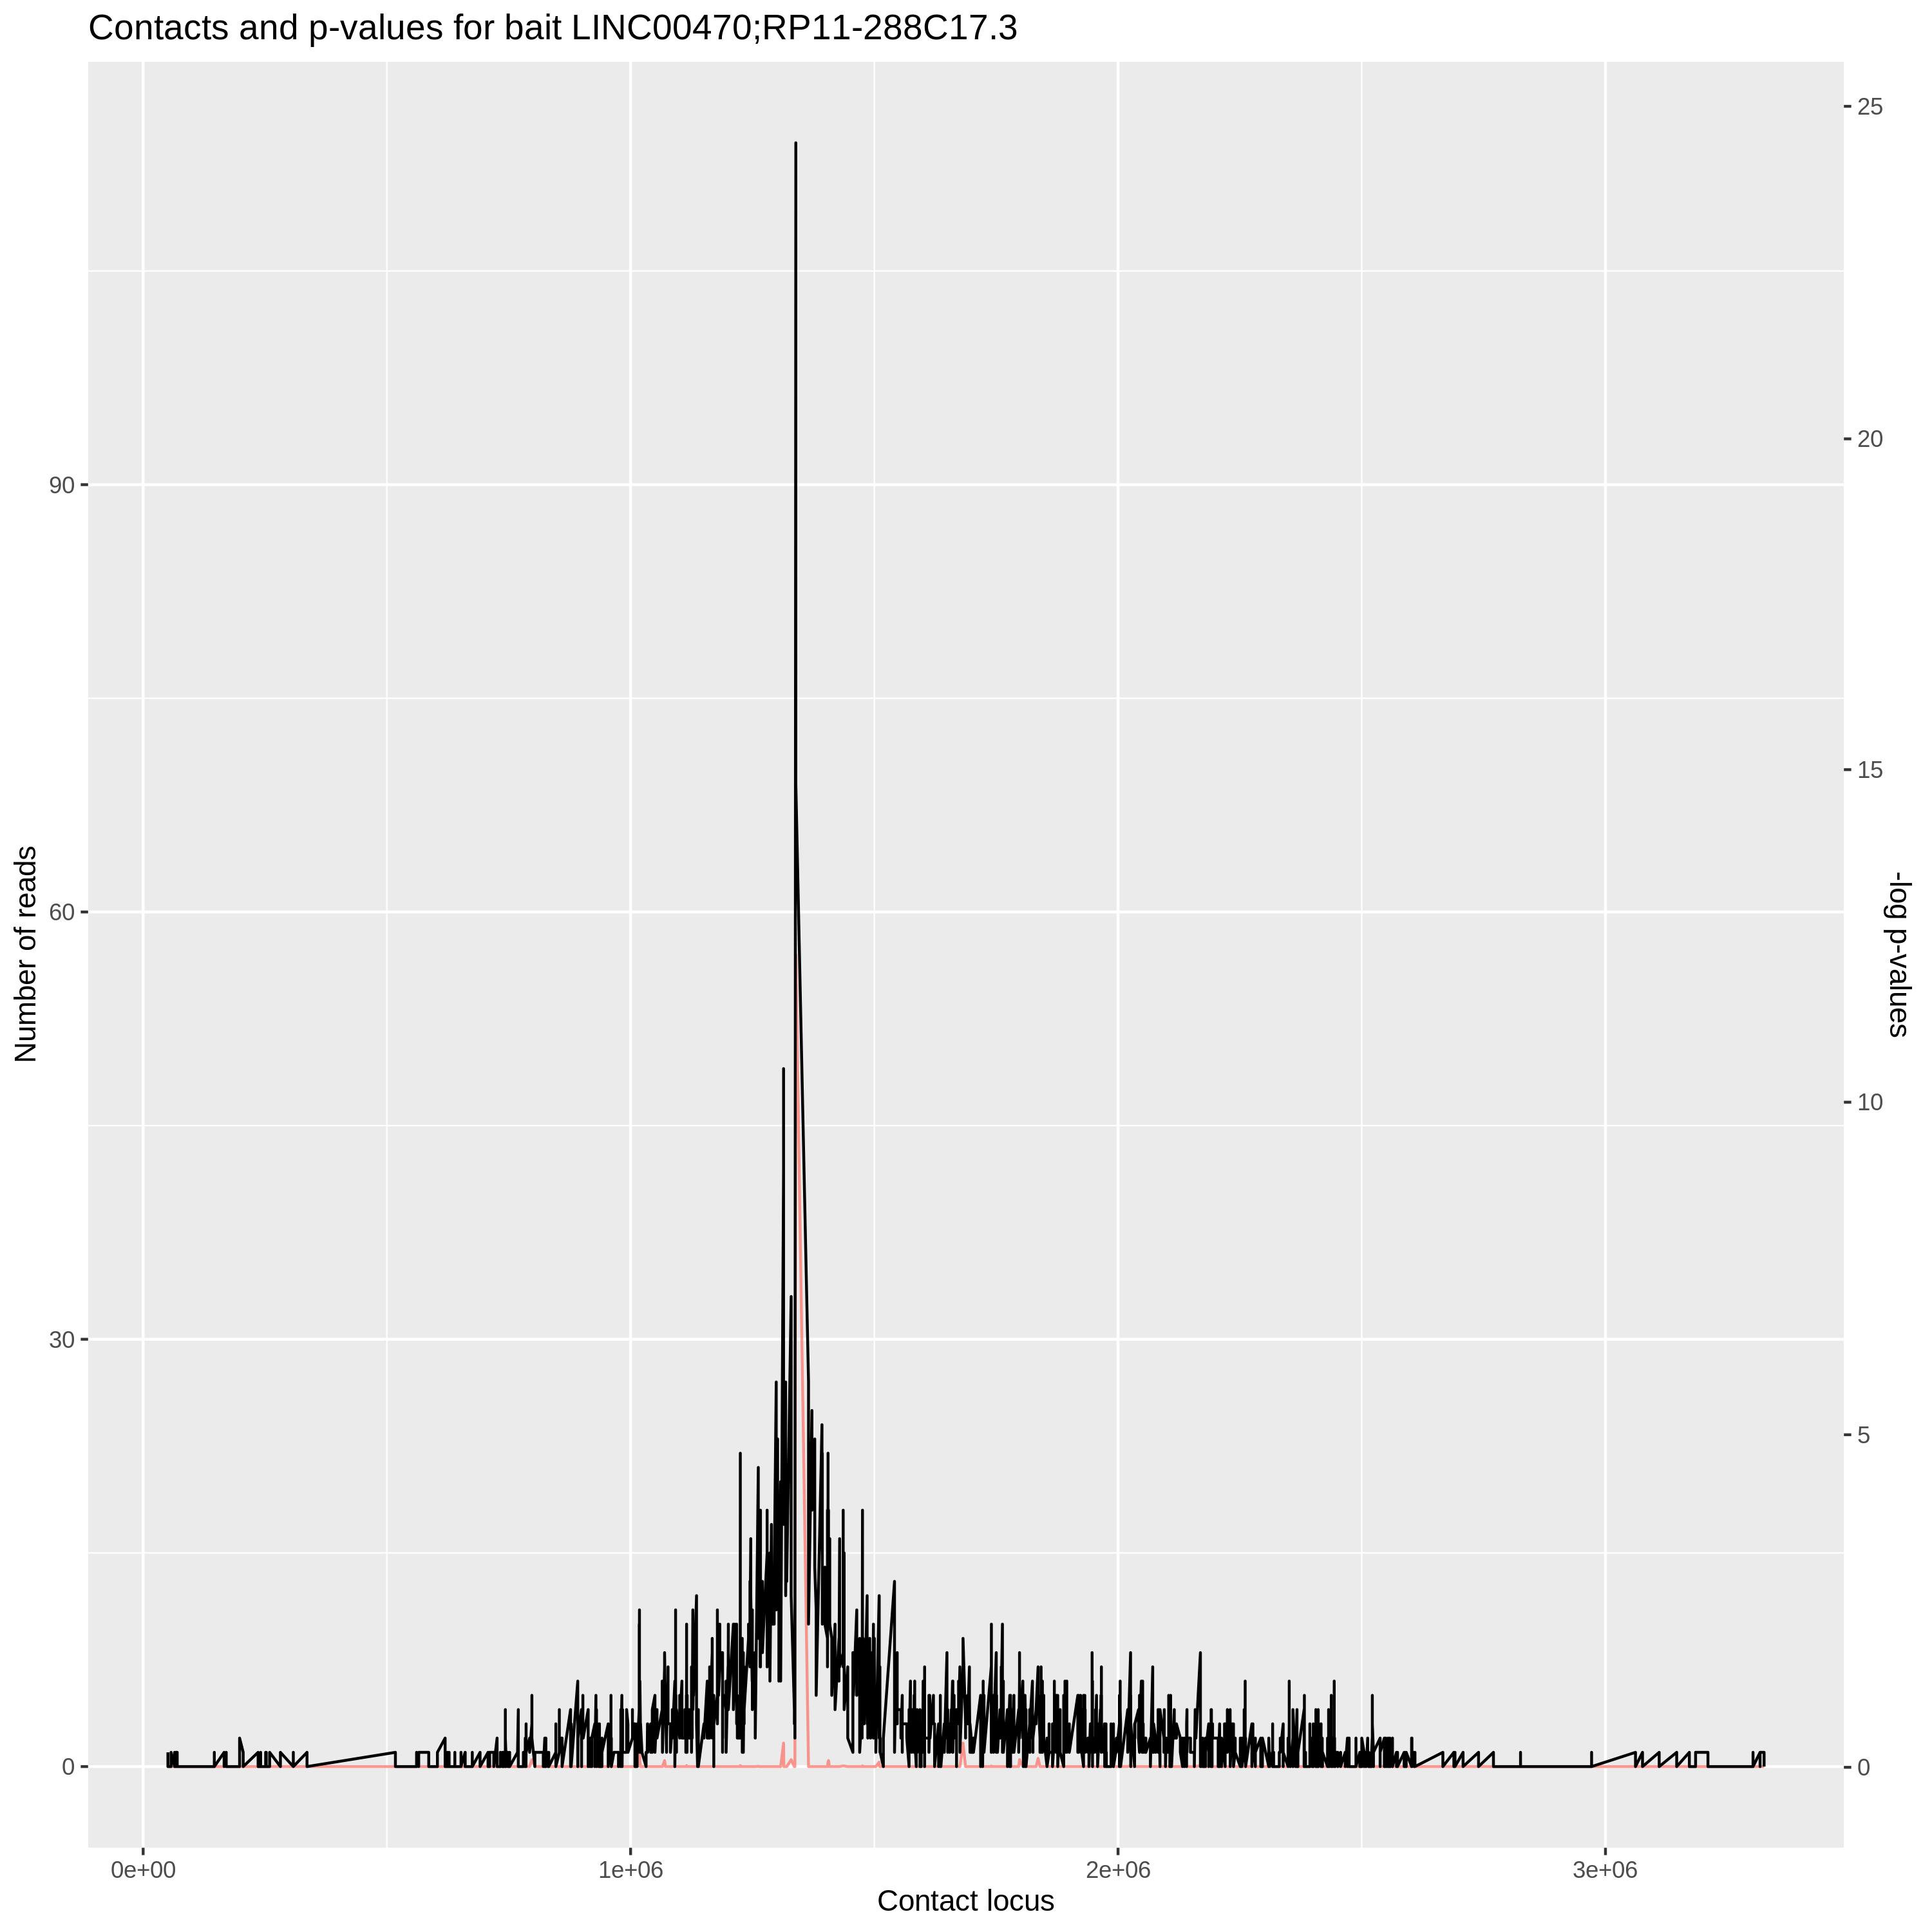 Contacts and p-values for bait LINC00470;RP11-288C17.3
25
20
90
15
Number of reads
60
-log p-values
10
30
5
0
0
0e+00
1e+06
2e+06
3e+06
Contact locus